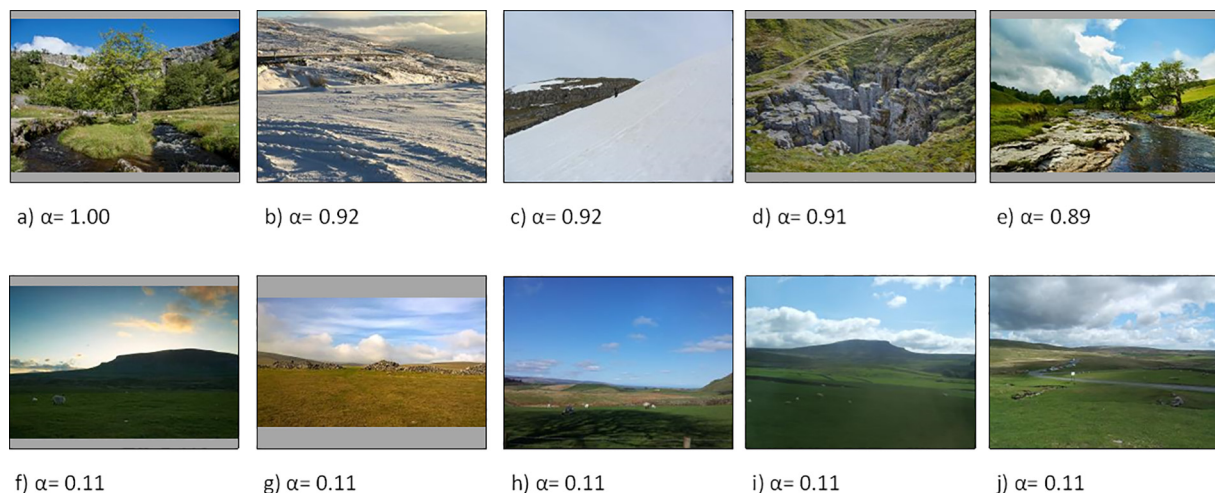 a) α= 1.00
b) α= 0.92
c) α= 0.92
d) α= 0.91
e) α= 0.89
f) α= 0.11
g) α= 0.11
h) α= 0.11
i) α= 0.11
j) α= 0.11